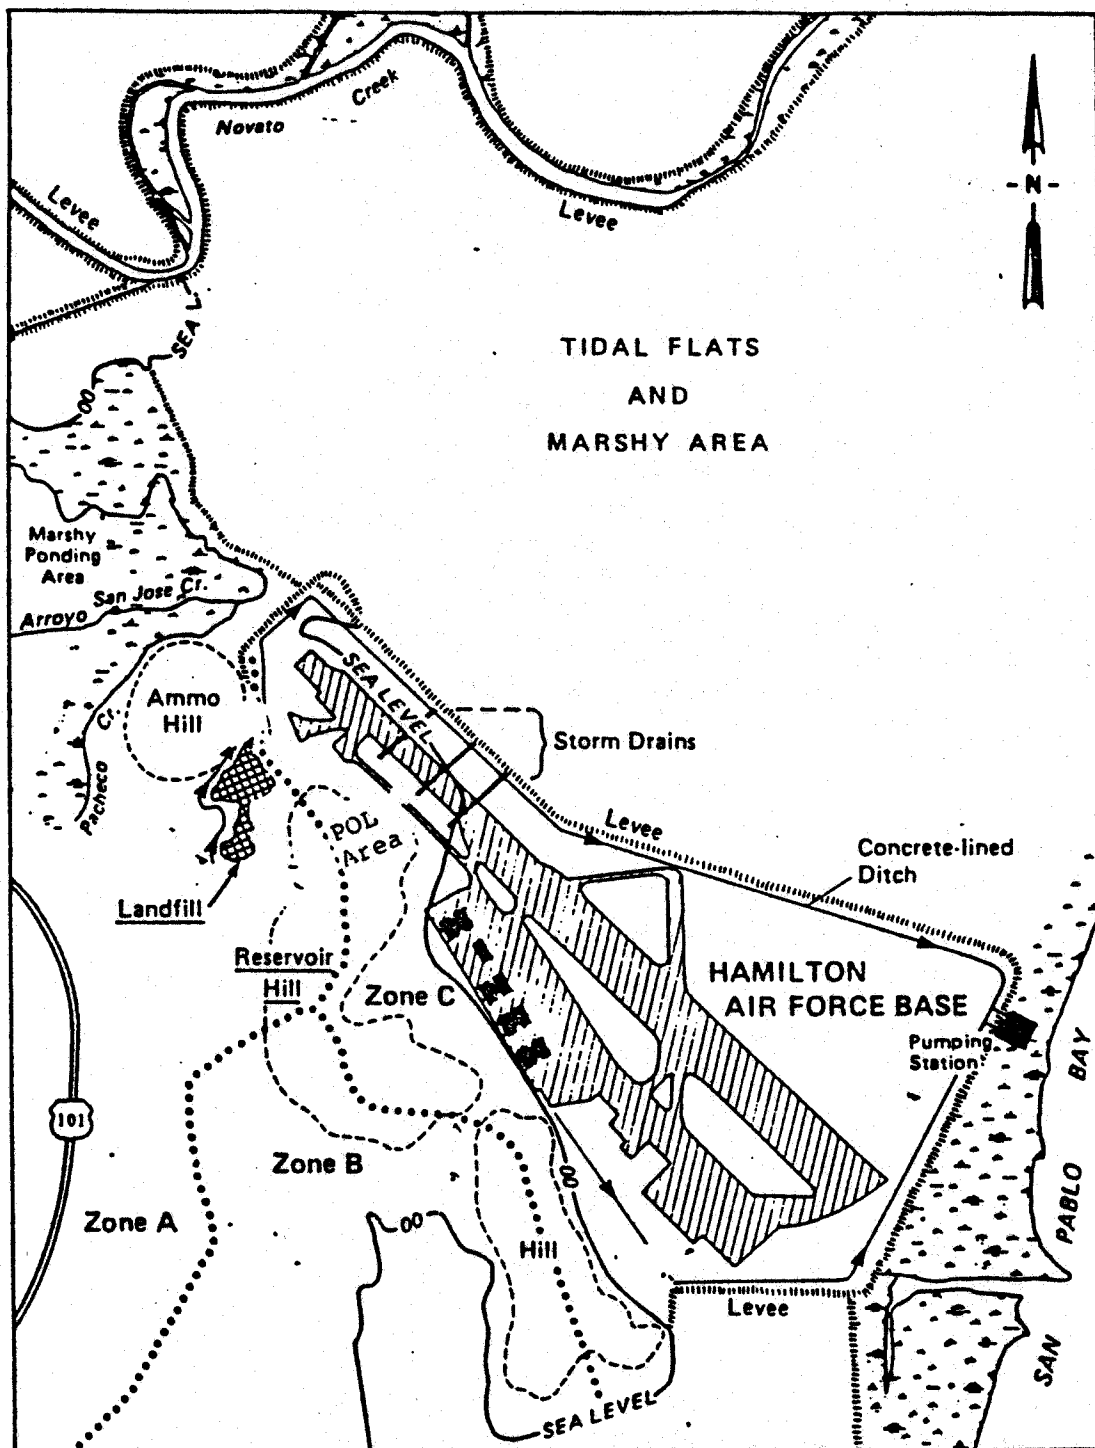 Novato
Creek
Levee
Levee
- N -
SEA L.
TIDAL FLATS
AND
MARSHY AREA
00
Marshy
Ponding
Area
San Jose Cr.
Arroyo
SEA LEVEL
Ammo
Hill
Cr.
Pacheco
Storm Drains
POL
Area
Levee
Concrete-lined
Ditch
Landfill
Reservoir
Hill
Zone C
HAMILTON
AIR FORCE BASE
Pumping
Station
BAY
PABLO
SAN
101
Zone B
Zone A
00
00
Hill
Levee
SEA LEVEL